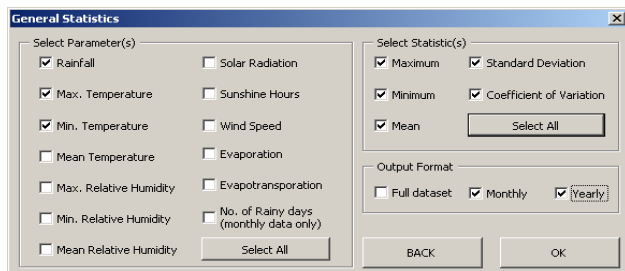 General Statistics
Select Parameter(s)
Rainfall
Max. Temperature
Min. Temperature
Mean Temperature
Max. Relative Humidity
Min. Relative Humidity
Mean Relative Humidity
Solar Radiation
Sunshine Hours
Wind Speed
Evaporation
Evapotransporation
No. of Rainy days
(monthly data only)
Select All
Select Statistic(s)
Maximum
Minimum
Mean
Standard Deviation
Coefficient of Variation
Select All
Output Format
Full dataset
Monthly
Yearly
BACK
OK